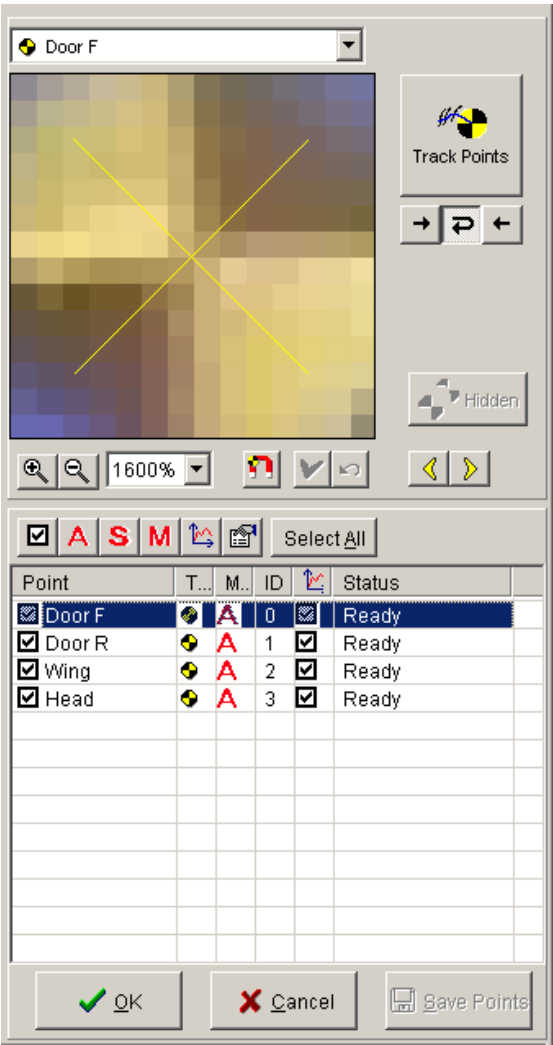 Door F
Track Points
Hidden
1600%
A S M Select All
Point T... M.. ID Status
Door F A 0 Ready
Door R A 1 Ready
Wing A 2 Ready
Head A 3 Ready
OK Cancel Save Points